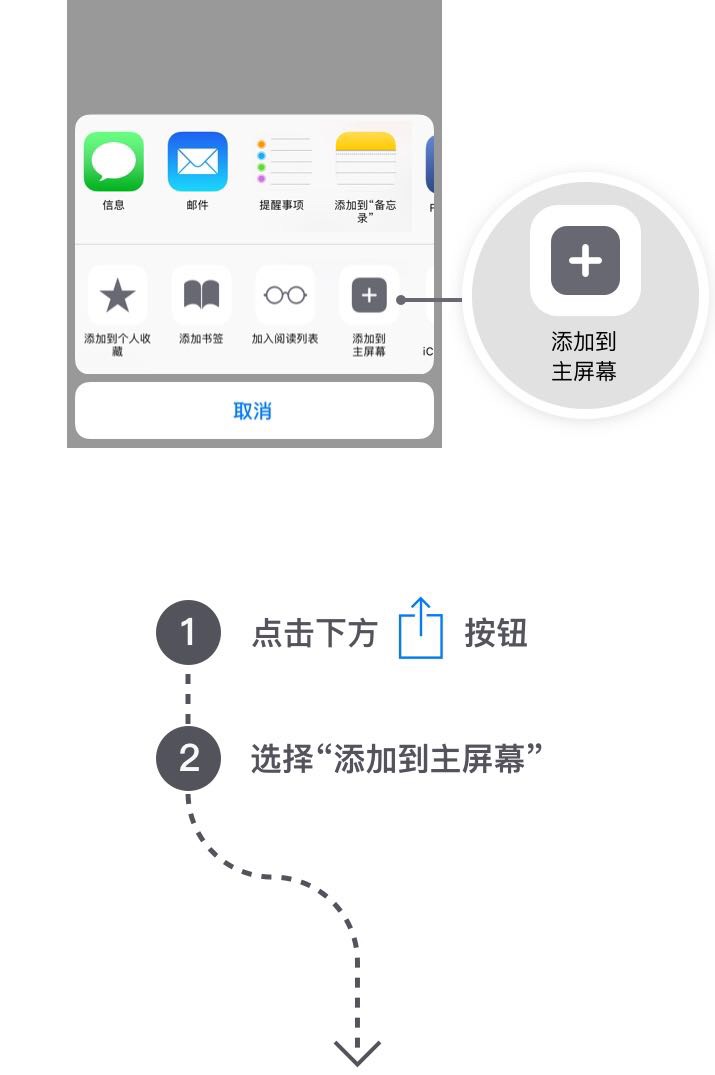 信息
邮件
提醒事项
添加到“备忘
录”
添加到个人收
藏
添加书签
加入阅读列表
添加到
主屏幕
iC
取消
添加到
主屏幕
1 点击下方 按钮
2 选择“添加到主屏幕”